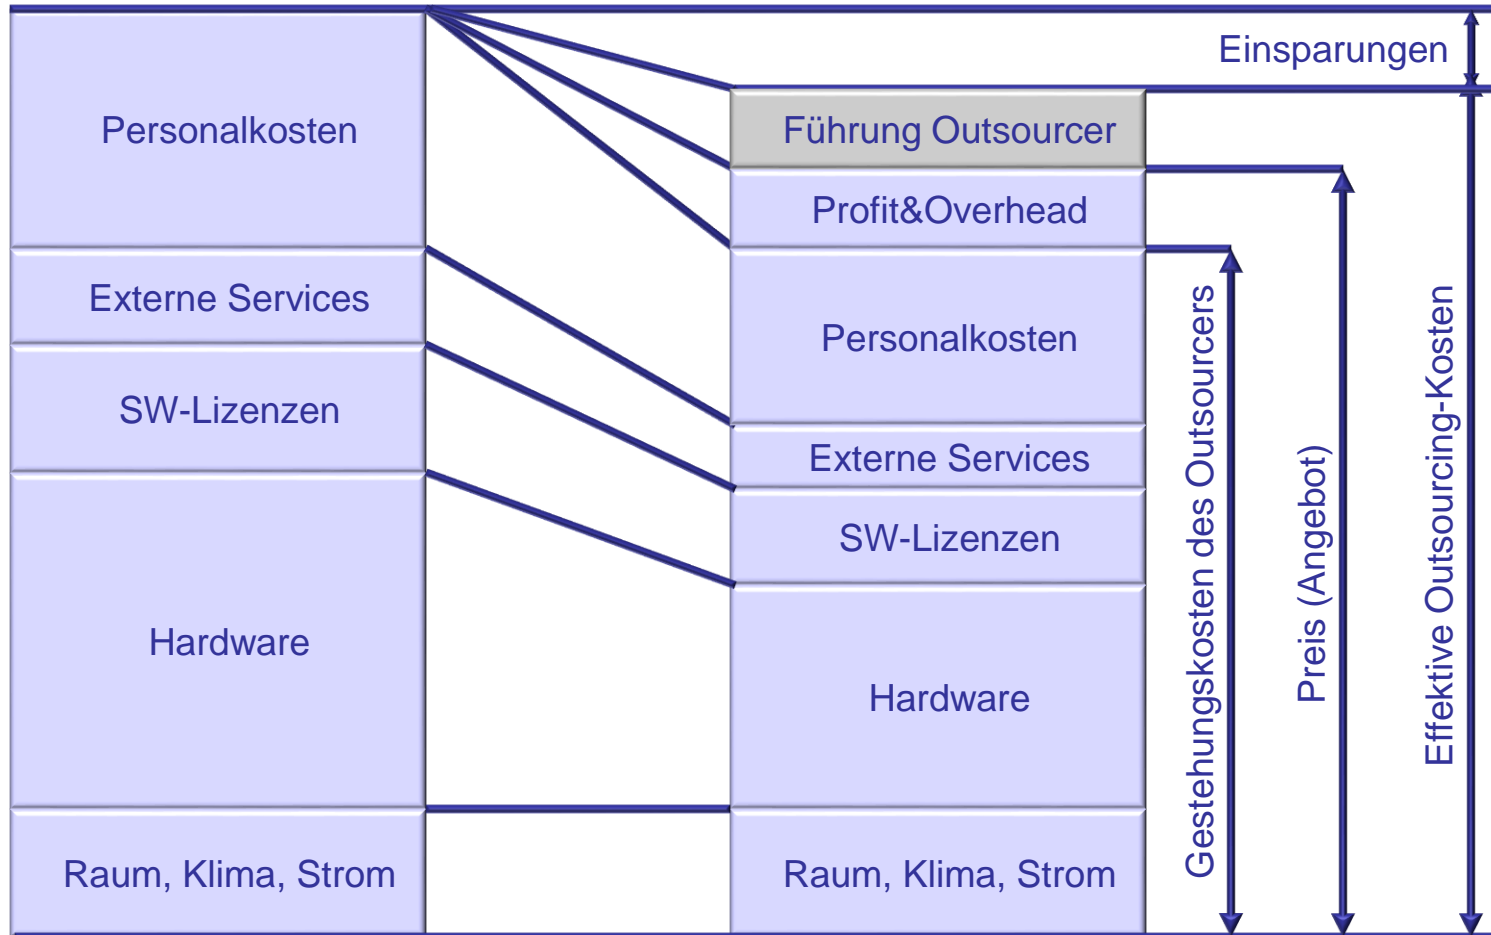 Personalkosten
Externe Services
SW-Lizenzen
Hardware
Raum, Klima, Strom
Führung Outsourcer
Profit&Overhead
Personalkosten
Externe Services
SW-Lizenzen
Hardware
Raum, Klima, Strom
Einsparungen
Gestehungskosten des Outsourcers
Preis (Angebot)
Effektive Outsourcing-Kosten